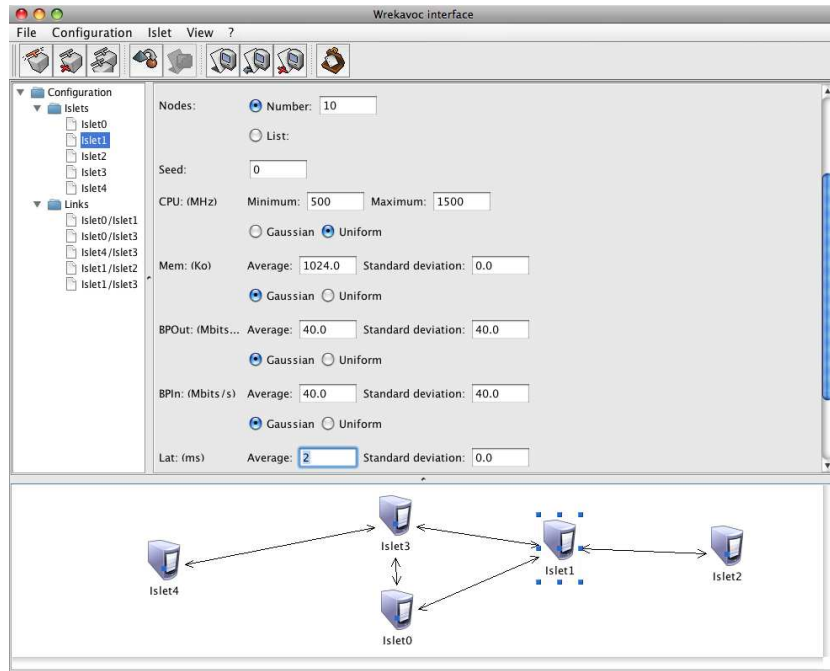 Wrekavoc interface
File Configuration Islet View ?
Configuration
Islets
Islet0
Islet1
Islet2
Islet3
Islet4
Links
Islet0/Islet1
Islet0/Islet3
Islet4/Islet3
Islet1/Islet2
Islet1/Islet3
Nodes: Number: 10
List:
Seed: 0
CPU: (MHz) Minimum: 500 Maximum: 1500
Gaussian Uniform
Mem: (Ko) Average: 1024.0 Standard deviation: 0.0
Gaussian Uniform
BPOut: (Mbits... Average: 40.0 Standard deviation: 40.0
Gaussian Uniform
BPIn: (Mbits/s) Average: 40.0 Standard deviation: 40.0
Gaussian Uniform
Lat: (ms) Average: 2 Standard deviation: 0.0
Islet3
Islet1
Islet2
Islet4
Islet0